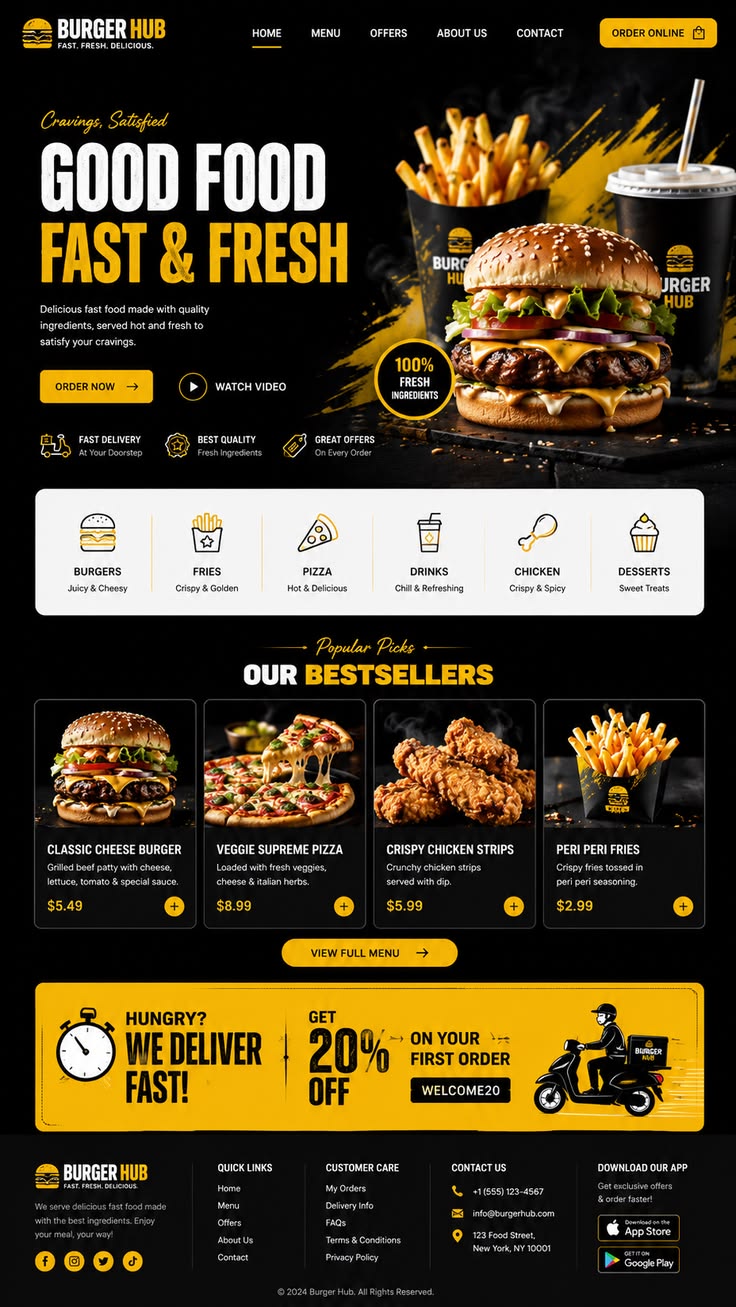 BURGER HUB
FAST. FRESH. DELICIOUS.
HOME
MENU
OFFERS
ABOUT US
CONTACT
ORDER ONLINE
Cravings, Satisfied
GOOD FOOD
FAST & FRESH
Delicious fast food made with quality
ingredients, served hot and fresh to
satisfy your cravings.
ORDER NOW
WATCH VIDEO
FAST DELIVERY
At Your Doorstep
BEST QUALITY
Fresh Ingredients
GREAT OFFERS
On Every Order
100%
FRESH
INGREDIENTS
HUB
BURGERS
Juicy & Cheesy
FRIES
Crispy & Golden
PIZZA
Hot & Delicious
DRINKS
Chill & Refreshing
CHICKEN
Crispy & Spicy
DESSERTS
Sweet Treats
Popular Picks
OUR BESTSELLERS
CLASSIC CHEESE BURGER
Grilled beef patty with cheese,
lettuce, tomato & special sauce.
$5.49
VEGGIE SUPREME PIZZA
Loaded with fresh veggies,
cheese & italian herbs.
$8.99
CRISPY CHICKEN STRIPS
Crunchy chicken strips
served with dip.
$5.99
PERI PERI FRIES
Crispy fries tossed in
peri peri seasoning.
$2.99
VIEW FULL MENU
HUNGRY?
WE DELIVER
FAST!
GET
20%
OFF
ON YOUR
FIRST ORDER
WELCOME20
BURGER
HUB
BURGER HUB
FAST. FRESH. DELICIOUS.
We serve delicious fast food made
with the best ingredients. Enjoy
your meal, your way!
QUICK LINKS
Home
Menu
Offers
About Us
Contact
CUSTOMER CARE
My Orders
Delivery Info
FAQs
Terms & Conditions
Privacy Policy
CONTACT US
+1 (555) 123-4567
info@burgerhub.com
123 Food Street,
New York, NY 10001
DOWNLOAD OUR APP
Get exclusive offers
& order faster!
Download on the
App Store
GET IT ON
Google Play
© 2024 Burger Hub. All Rights Reserved.